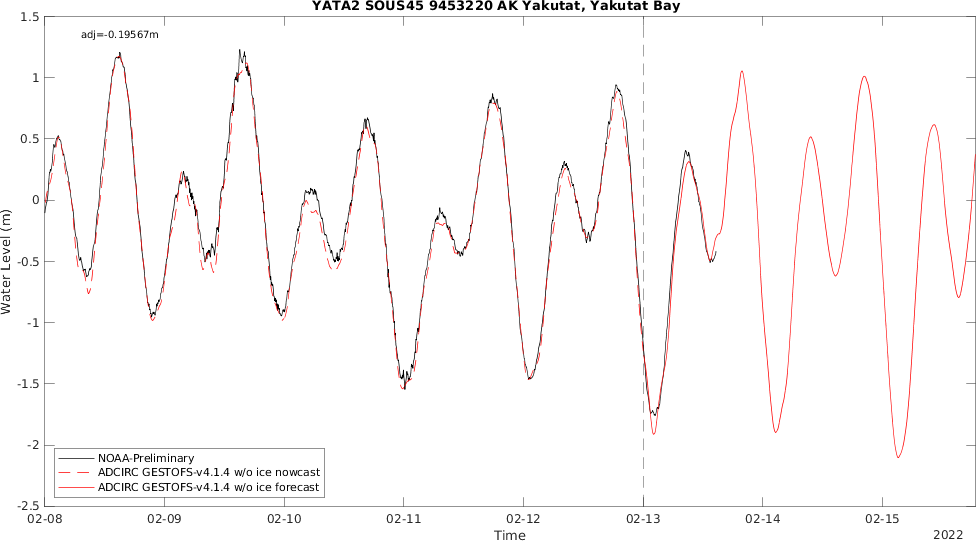 YATA2 SOUS45 9453220 AK Yakutat, Yakutat Bay
adj=-0.19567m
1.5
1
0.5
0
-0.5
-1
-1.5
-2
-2.5
Water Level (m)
NOAA-Preliminary
ADCIRC GESTOFS-v4.1.4 w/o ice nowcast
ADCIRC GESTOFS-v4.1.4 w/o ice forecast
02-08 02-09 02-10 02-11 02-12 02-13 02-14 02-15
Time
2022